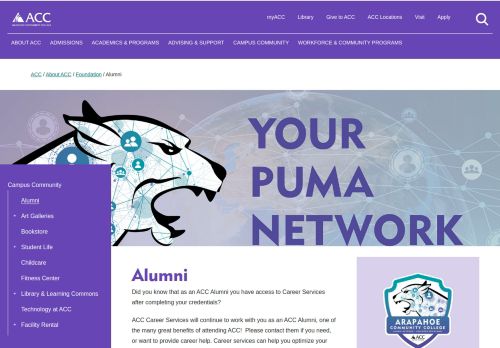 ACC
myACC Library Give to ACC ACC Locations Visit Apply
ABOUT ACC ADMISSIONS ACADEMICS & PROGRAMS ADVISING & SUPPORT CAMPUS COMMUNITY WORKFORCE & COMMUNITY PROGRAMS
ACC / About ACC / Foundation / Alumni
YOUR
PUMA
NETWORK
Campus Community
Alumni
Art Galleries
Bookstore
Student Life
Childcare
Fitness Center
Library & Learning Commons
Technology at ACC
Facility Rental
Alumni
Did you know that as an ACC Alumni you have access to Career Services
after completing your credentials?
ACC Career Services will continue to work with you as an ACC Alumni, one of
the many great benefits of attending ACC! Please contact them if you need,
or want to provide career help. Career services can help you optimize your
ARAPAHOE
COMMUNITY COLLEGE
ACC